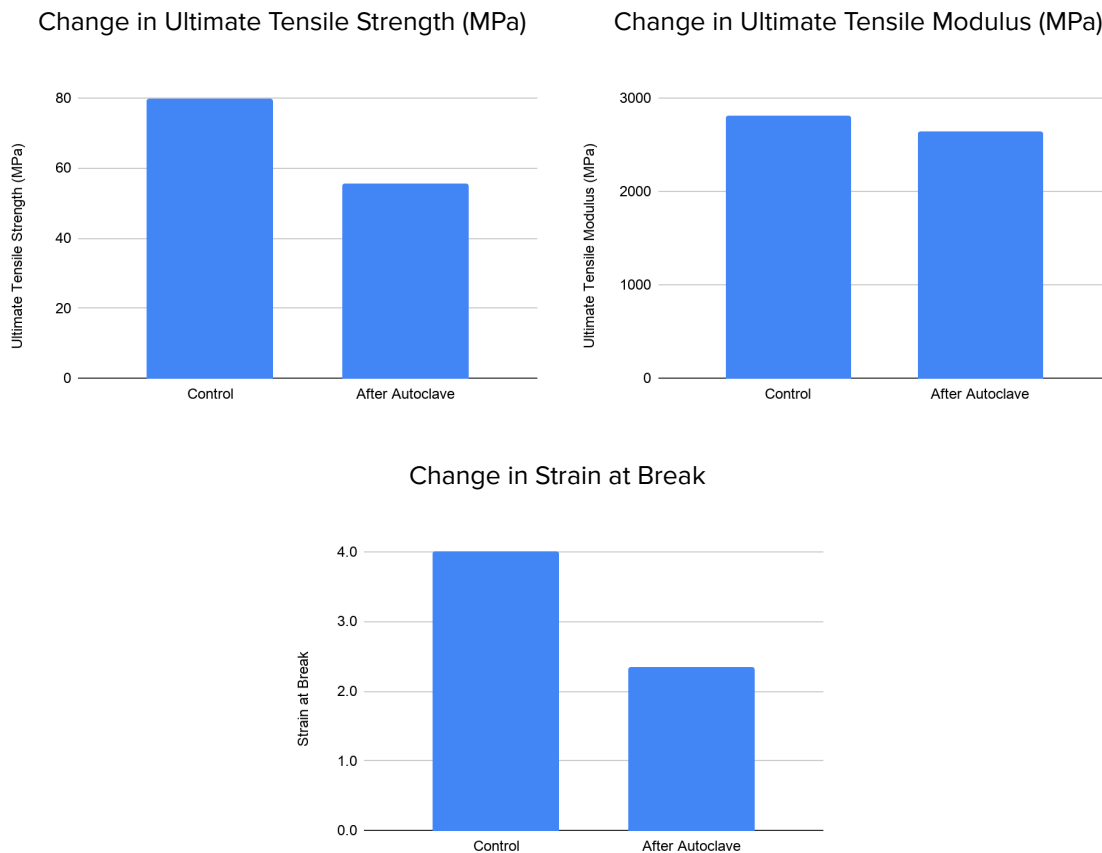 Change in Ultimate Tensile Strength (MPa)
Ultimate Tensile Strength (MPa)
80
60
40
20
0
Control
After Autoclave
Change in Ultimate Tensile Modulus (MPa)
Ultimate Tensile Modulus (MPa)
3000
2000
1000
0
Control
After Autoclave
Change in Strain at Break
Strain at Break
4.0
3.0
2.0
1.0
0.0
Control
After Autoclave